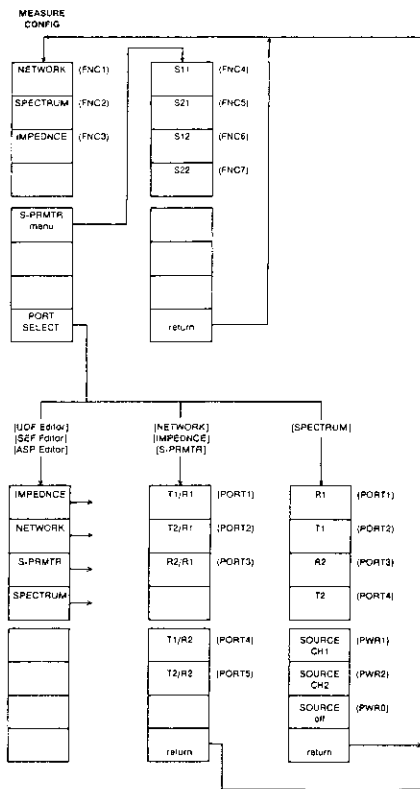 MEASURE
CONFIG
NETWORK (FNC1)
SPECTRUM (FNC2)
IMPEDNCE (FNC3)
S-PRMTR
menu
PORT
SELECT
S11 (FNC4)
S21 (FNC5)
S12 (FNC6)
S22 (FNC7)
return
[UDF Editor]
[SEF Editor]
[ASP Editor]
IMPEDNCE
NETWORK
S-PRMTR
SPECTRUM
[NETWORK]
[IMPEDNCE]
[S-PRMTR]
T1/R1 (PORT1)
T2/R1 (PORT2)
R2/R1 (PORT3)
T1/R2 (PORT4)
T2/R2 (PORT5)
return
[SPECTRUM]
R1 (PORT1)
T1 (PORT2)
R2 (PORT3)
T2 (PORT4)
SOURCE
CH1 (PWR1)
SOURCE
CH2 (PWR2)
SOURCE
off (PWR0)
return